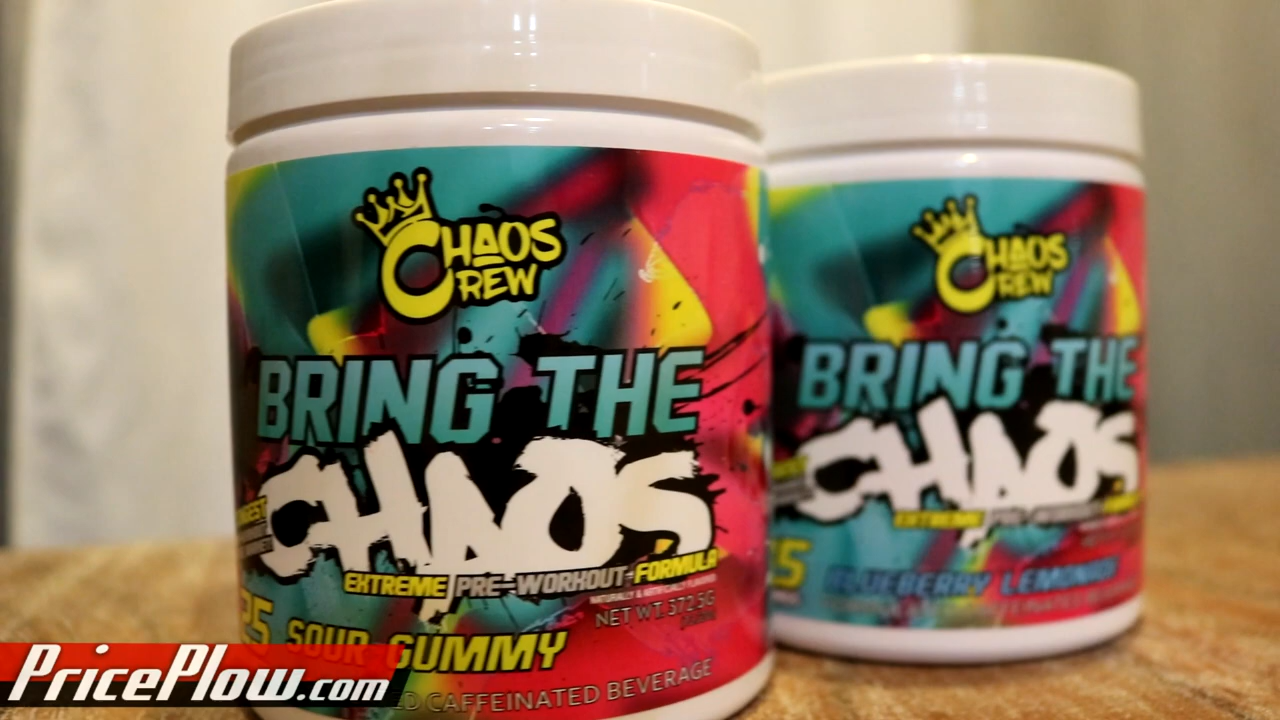 CHAOS
CREW
BRING THE
CHAOS
EXTREME PRE-WORKOUT FORMULA
NATURALLY & ARTIFICIALLY FLAVORED
NET WT. 372.5G
25 SOUR GUMMY
CAFFEINATED BEVERAGE
CHAOS
CREW
BRING THE
CHAOS
EXTREME PRE-WORKOUT FORMULA
BLUEBERRY LEMONADE
PricePlow.com